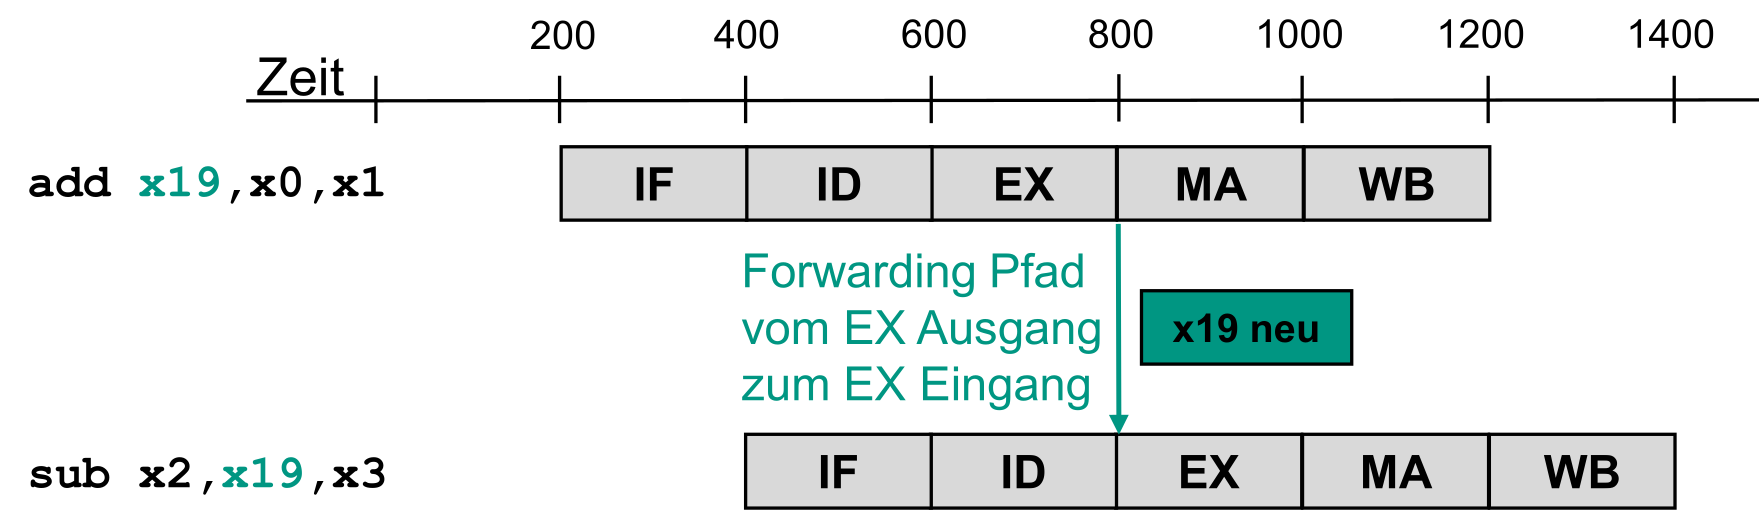 200 400 600 800 1000 1200 1400
Zeit
add x19,x0,x1 IF ID EX MA WB
Forwarding Pfad
vom EX Ausgang
zum EX Eingang
x19 neu
sub x2,x19,x3 IF ID EX MA WB